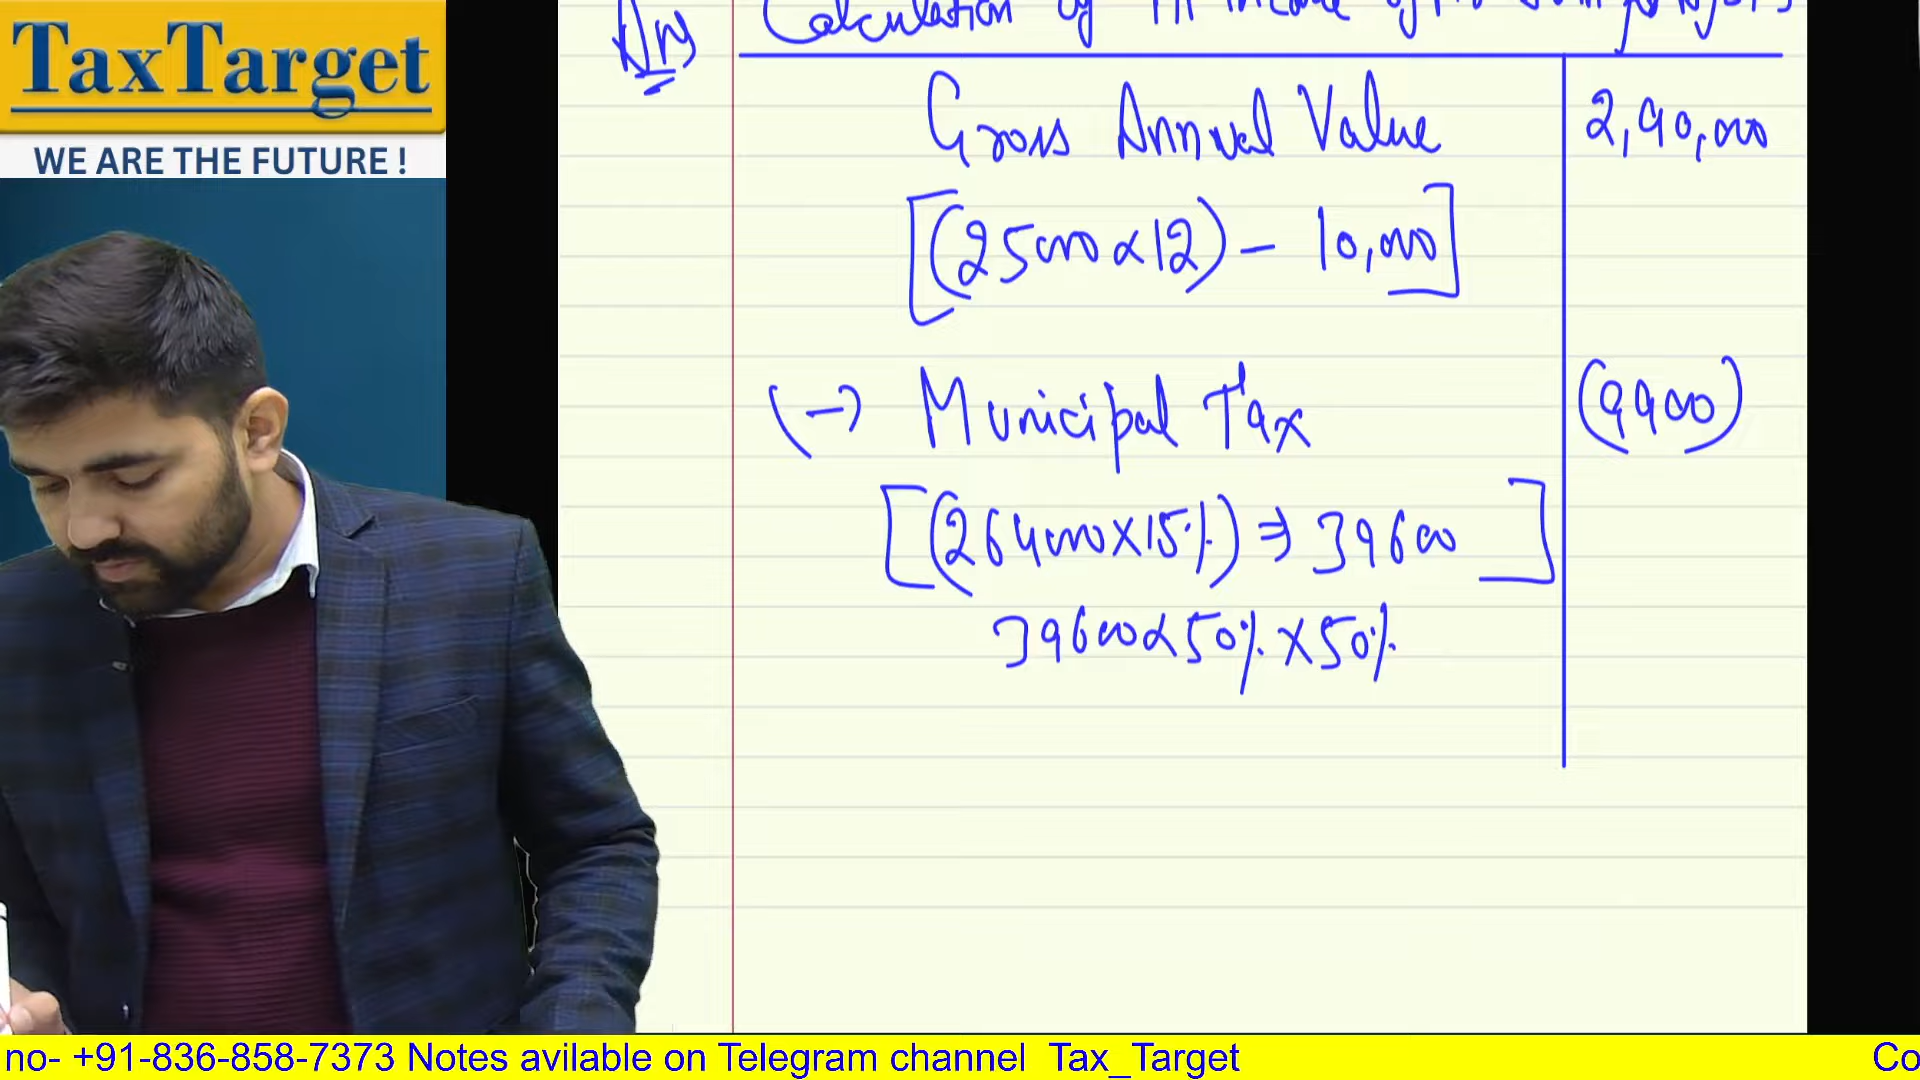 TaxTarget
WE ARE THE FUTURE !
Ans
Calculation of
Gross Annual Value 2,90,000
[(25000×12) - 10,000]
(-) Municipal Tax (9900)
[(264000×15%) ⇒ 39600 ]
39600×50%×50%
no- +91-836-858-7373 Notes avilable on Telegram channel Tax_Target Co